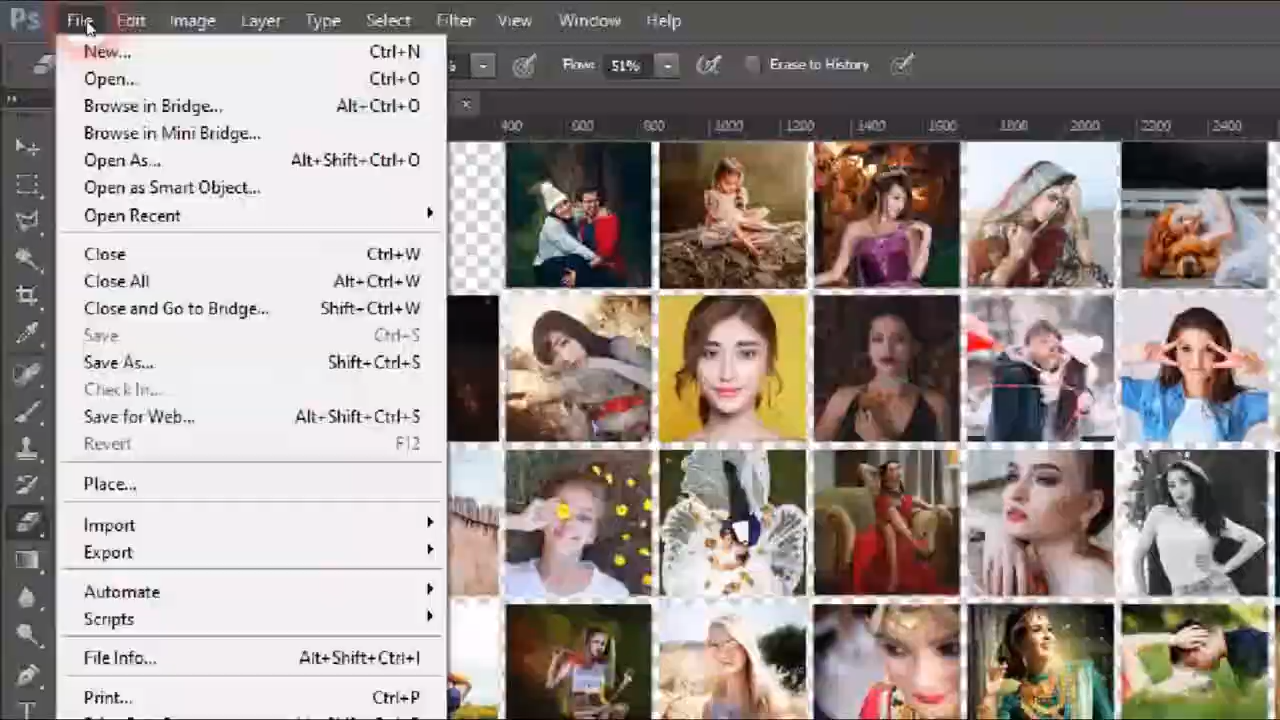 Ps File Edit Image Layer Type Select Filter View Window Help
% Flow: 51% Erase to History
New... Ctrl+N
Open... Ctrl+O
Browse in Bridge... Alt+Ctrl+O
Browse in Mini Bridge...
Open As... Alt+Shift+Ctrl+O
Open as Smart Object...
Open Recent
Close Ctrl+W
Close All Alt+Ctrl+W
Close and Go to Bridge... Shift+Ctrl+W
Save Ctrl+S
Save As... Shift+Ctrl+S
Check In...
Save for Web... Alt+Shift+Ctrl+S
Revert F12
Place...
Import
Export
Automate
Scripts
File Info... Alt+Shift+Ctrl+I
Print... Ctrl+P
400 600 800 1000 1200 1400 1600 1800 2000 2200 2400